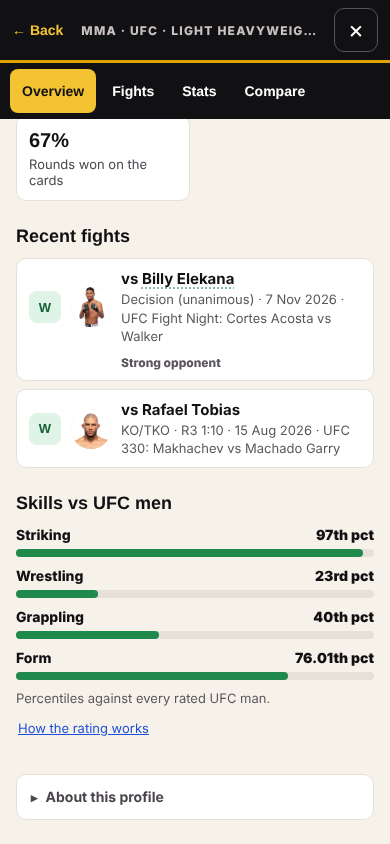 ← Back
MMA · UFC · LIGHT HEAVYWEIG...
×
Overview
Fights
Stats
Compare
67%
Rounds won on the
cards
Recent fights
W
vs Billy Elekana
Decision (unanimous) · 7 Nov 2026 ·
UFC Fight Night: Cortes Acosta vs
Walker
Strong opponent
W
vs Rafael Tobias
KO/TKO · R3 1:10 · 15 Aug 2026 · UFC
330: Makhachev vs Machado Garry
Skills vs UFC men
Striking 97th pct
Wrestling 23rd pct
Grappling 40th pct
Form 76.01th pct
Percentiles against every rated UFC man.
How the rating works
▸ About this profile